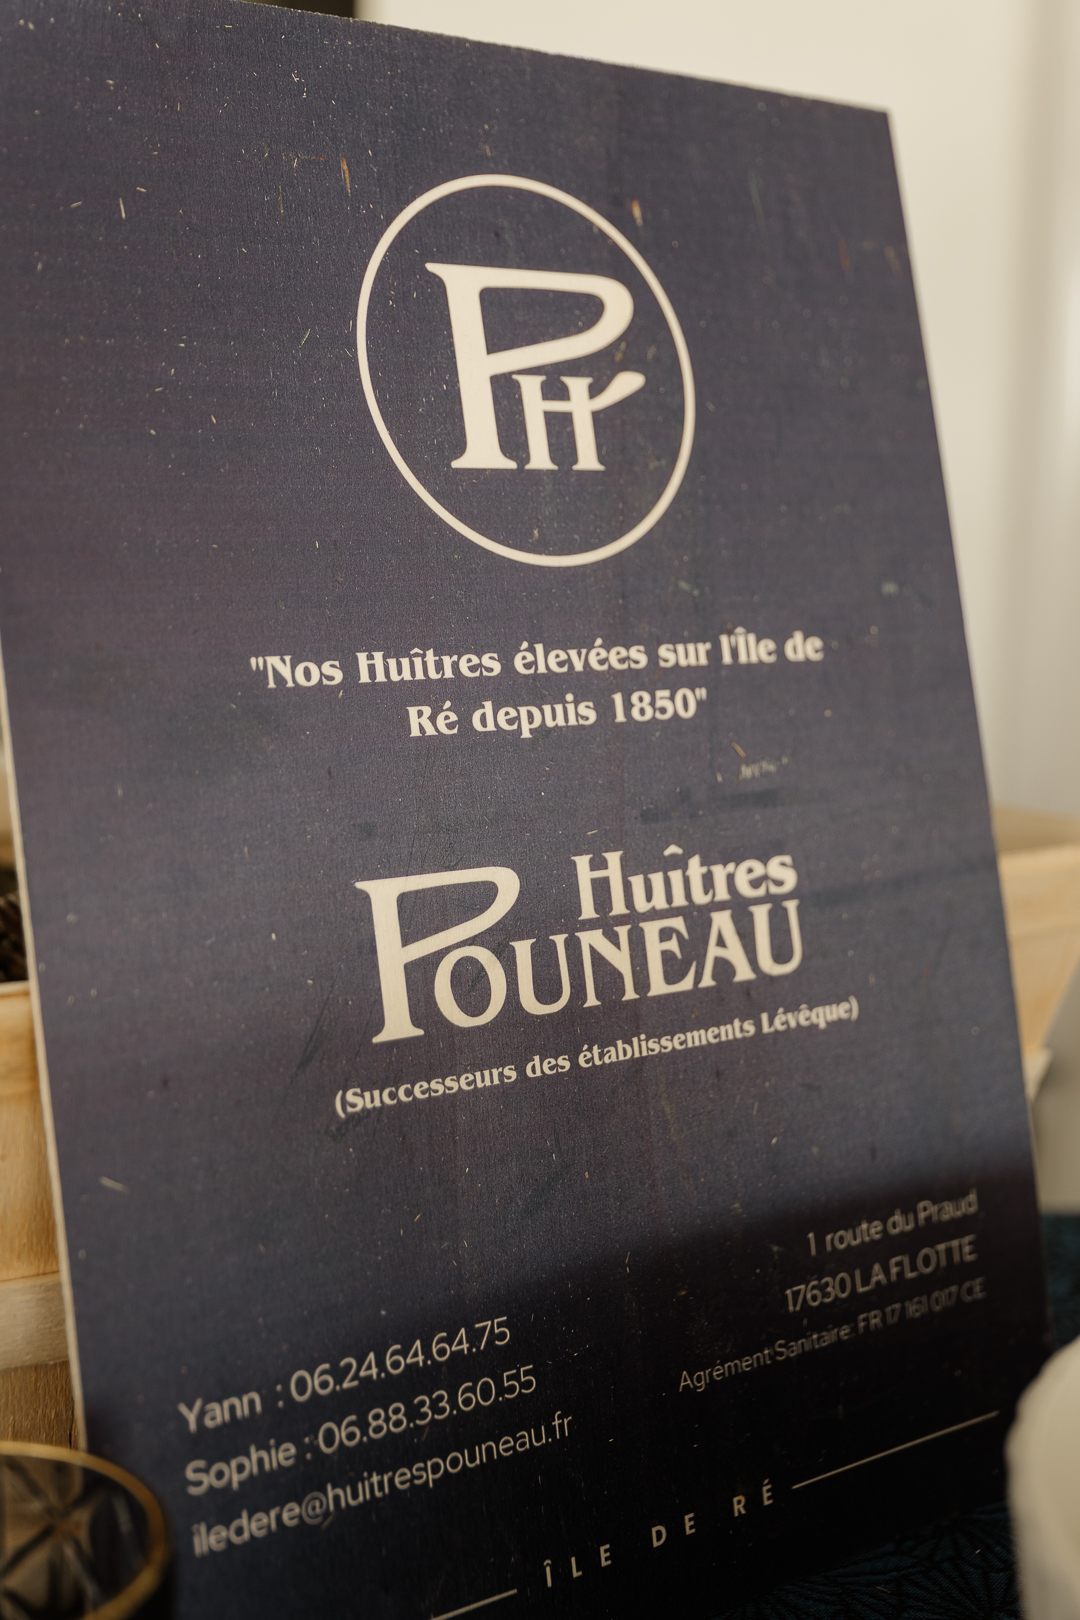 PH
"Nos Huîtres élevées sur l'Île de
Ré depuis 1850"
Huîtres
POUNEAU
(Successeurs des établissements Lévêque)
1 route du Praud
17630 LA FLOTTE
Agrément Sanitaire: FR 17 161 017 CE
Yann : 06.24.64.64.75
Sophie : 06.88.33.60.55
iledere@huitrespouneau.fr
ÎLE DE RÉ